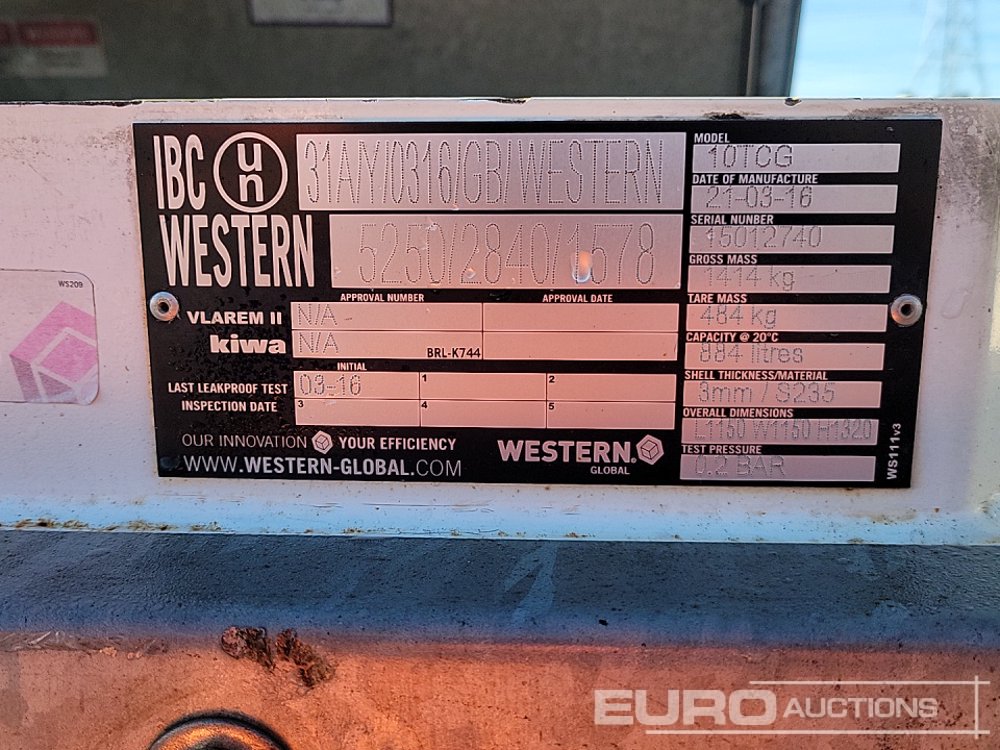 IBC un 31A/Y/0316/GB/WESTERN
WESTERN 5250/2840/1578
APPROVAL NUMBER APPROVAL DATE
VLAREM II N/A
kiwa N/A BRL-K744
INITIAL
LAST LEAKPROOF TEST 03-16 1 2
INSPECTION DATE 3 4 5
OUR INNOVATION YOUR EFFICIENCY
WWW.WESTERN-GLOBAL.COM
WESTERN.
GLOBAL
MODEL
10TCG
DATE OF MANUFACTURE
21-03-16
SERIAL NUMBER
15012740
GROSS MASS
1414 kg
TARE MASS
484 kg
CAPACITY @ 20°C
884 litres
SHELL THICKNESS/MATERIAL
3mm / S235
OVERALL DIMENSIONS
L1150 W1150 H1320
TEST PRESSURE
0.2 BAR
WS111v3
WS209
EURO AUCTIONS